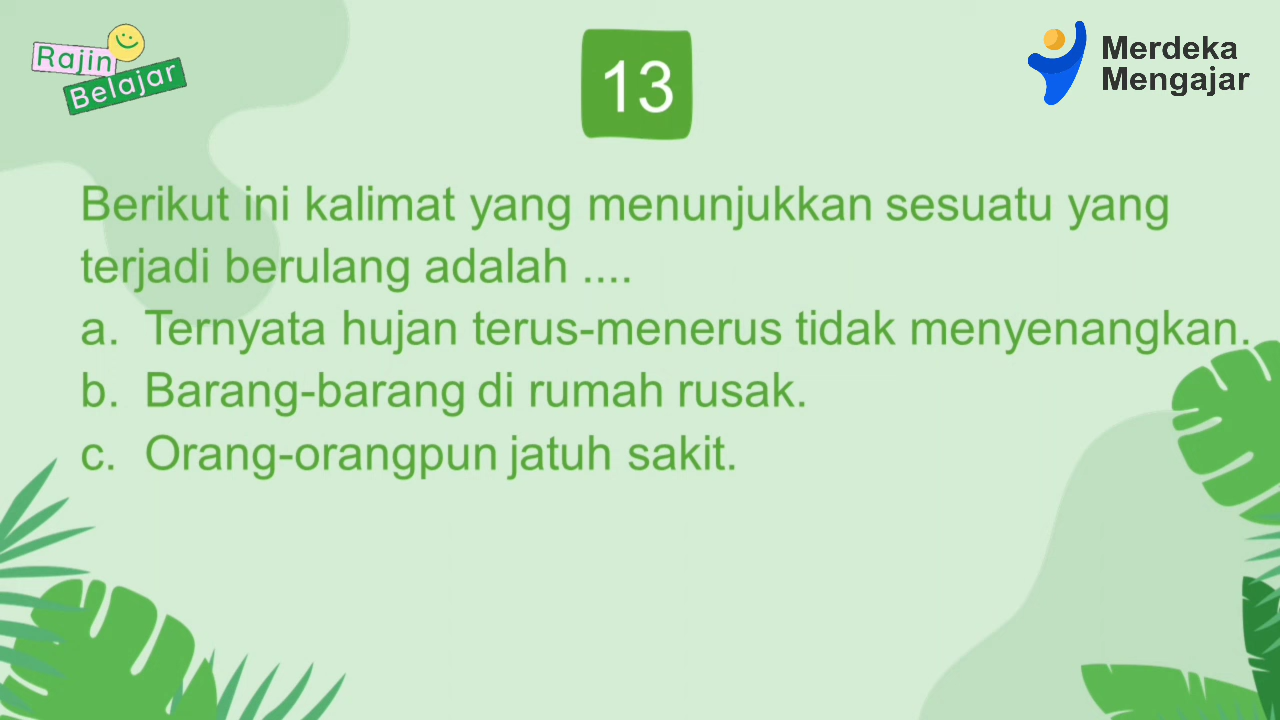 Rajin
Belajar
13
Merdeka
Mengajar
Berikut ini kalimat yang menunjukkan sesuatu yang
terjadi berulang adalah ....
a. Ternyata hujan terus-menerus tidak menyenangkan.
b. Barang-barang di rumah rusak.
c. Orang-orangpun jatuh sakit.